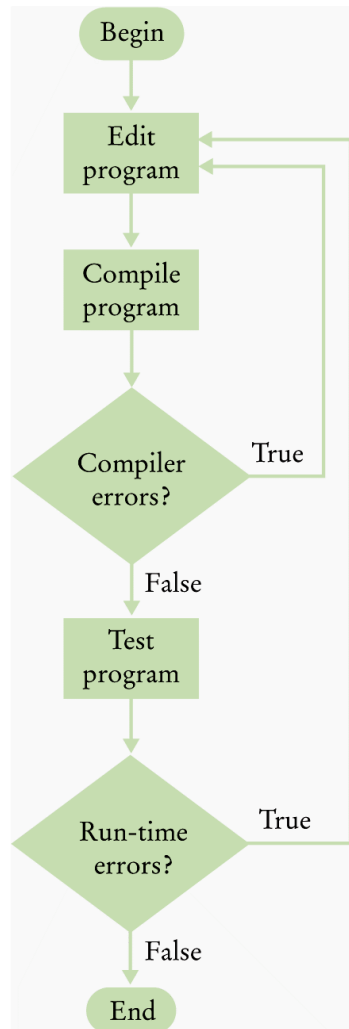 Begin
Edit
program
Compile
program
Compiler
errors?
True
False
Test
program
Run-time
errors?
True
False
End